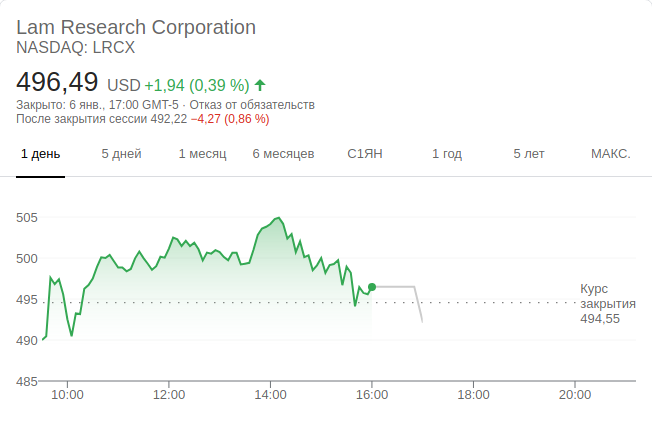 Lam Research Corporation
NASDAQ: LRCX
496,49 USD +1,94 (0,39 %)
Закрыто: 6 янв., 17:00 GMT-5 · Отказ от обязательств
После закрытия сессии 492,22 −4,27 (0,86 %)
1 день 5 дней 1 месяц 6 месяцев С1ЯН 1 год 5 лет МАКС.
505
500
495
Курс
закрытия
494,55
490
485
10:00 12:00 14:00 16:00 18:00 20:00